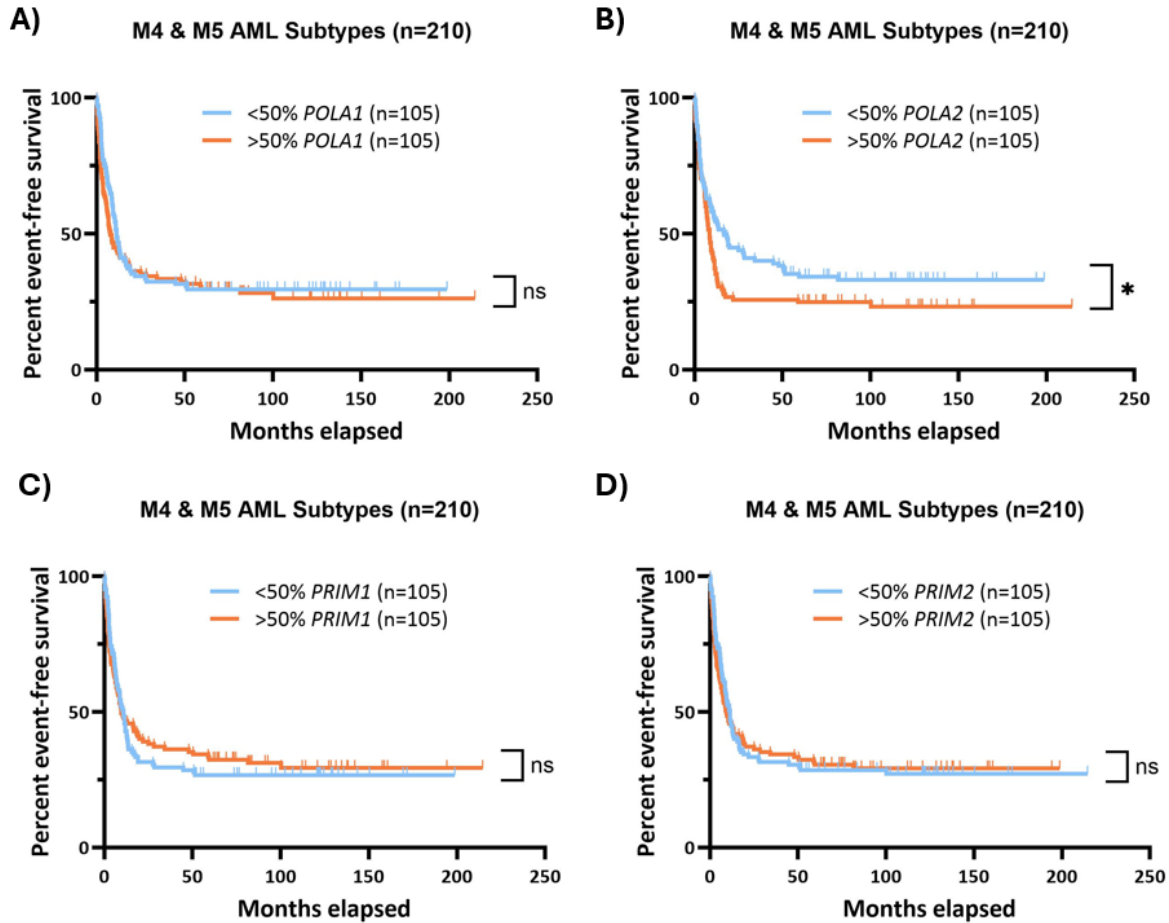 A)
M4 & M5 AML Subtypes (n=210)
Percent event-free survival
100
50
0
<50% POLA1 (n=105)
>50% POLA1 (n=105)
ns
0 50 100 150 200 250
Months elapsed
B)
M4 & M5 AML Subtypes (n=210)
Percent event-free survival
100
50
0
<50% POLA2 (n=105)
>50% POLA2 (n=105)
*
0 50 100 150 200 250
Months elapsed
C)
M4 & M5 AML Subtypes (n=210)
Percent event-free survival
100
50
0
<50% PRIM1 (n=105)
>50% PRIM1 (n=105)
ns
0 50 100 150 200 250
Months elapsed
D)
M4 & M5 AML Subtypes (n=210)
Percent event-free survival
100
50
0
<50% PRIM2 (n=105)
>50% PRIM2 (n=105)
ns
0 50 100 150 200 250
Months elapsed